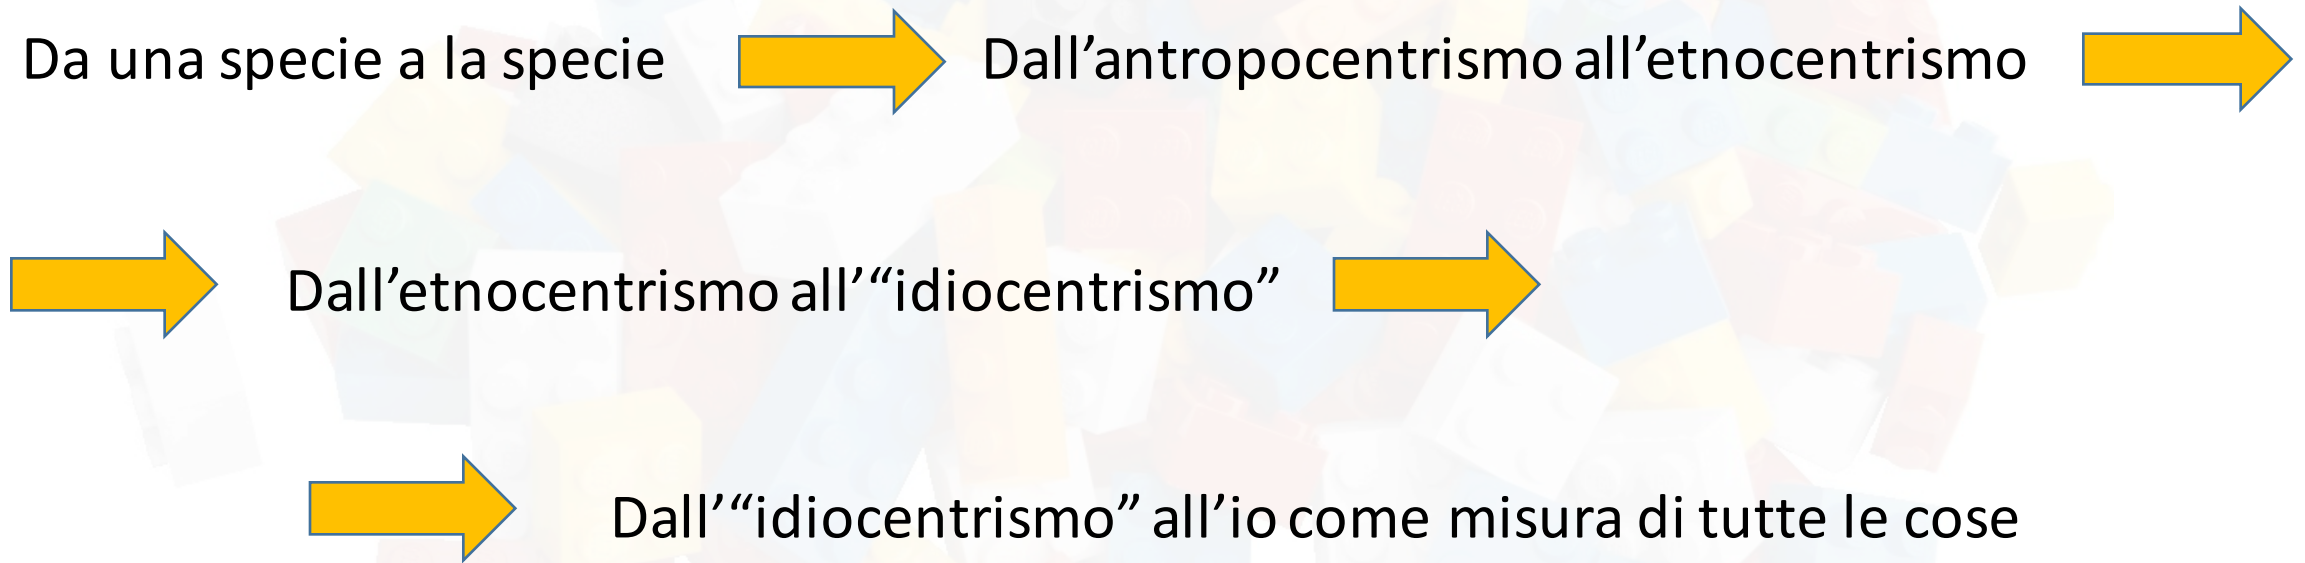 Da una specie a la specie
Dall’antropocentrismo all’etnocentrismo
Dall’etnocentrismo all’“idiocentrismo”
Dall’“idiocentrismo” all’io come misura di tutte le cose